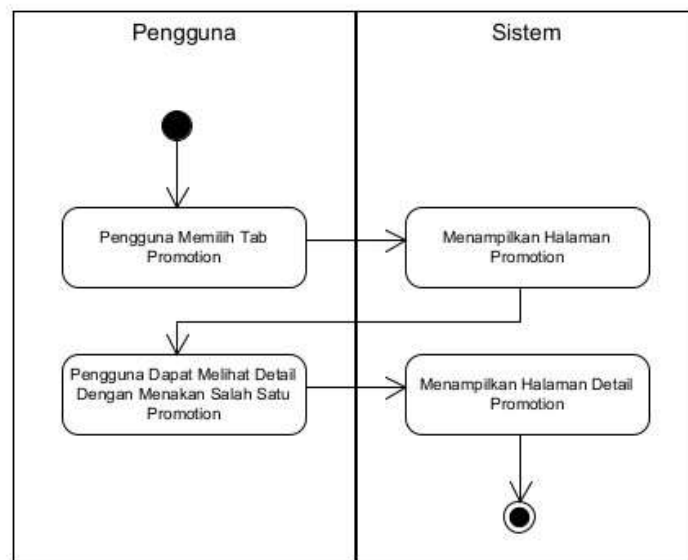 Pengguna
Sistem
Pengguna Memilih Tab
Promotion
Menampilkan Halaman
Promotion
Pengguna Dapat Melihat Detail
Dengan Menakan Salah Satu
Promotion
Menampilkan Halaman Detail
Promotion